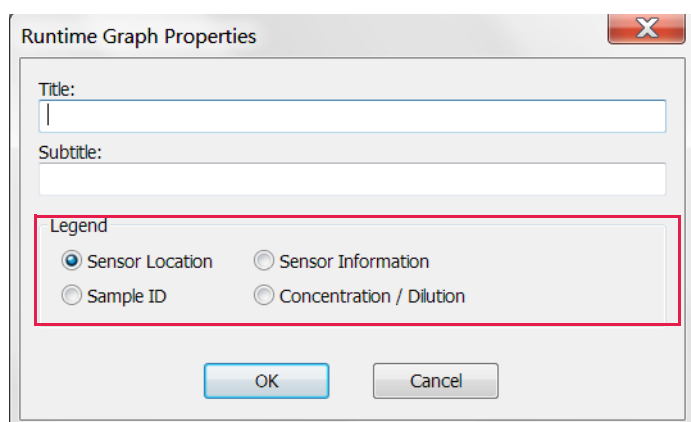 Runtime Graph Properties
Title:
Subtitle:
Legend
Sensor Location Sensor Information
Sample ID Concentration / Dilution
OK Cancel